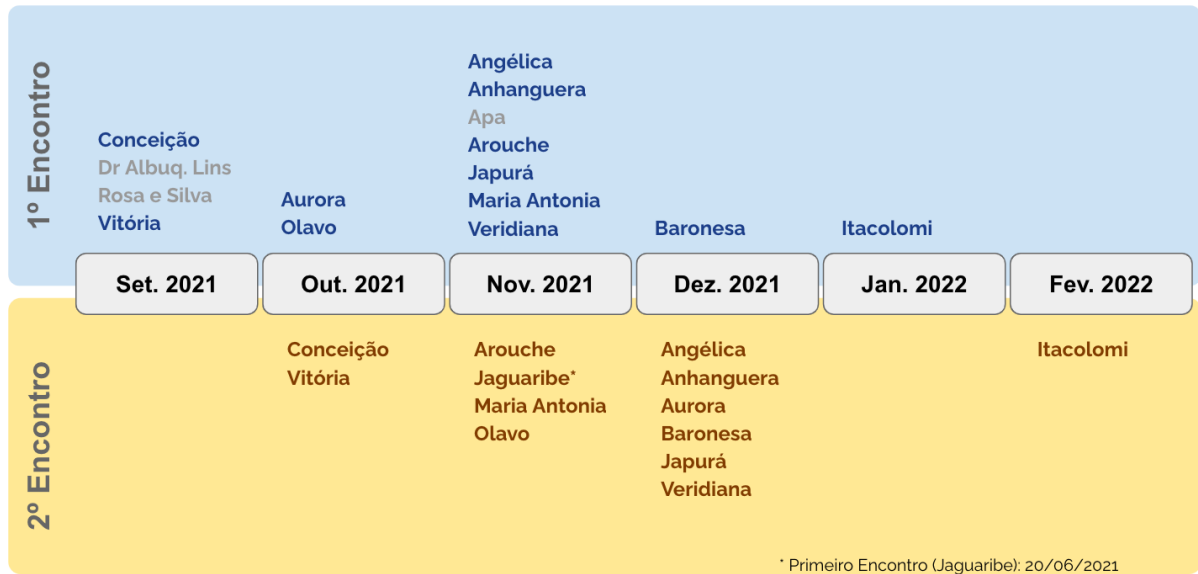 1º Encontro
Conceição
Dr Albuq. Lins
Rosa e Silva
Vitória
Aurora
Olavo
Angélica
Anhanguera
Apa
Arouche
Japurá
Maria Antonia
Veridiana
Baronesa
Itacolomi
Set. 2021
Out. 2021
Nov. 2021
Dez. 2021
Jan. 2022
Fev. 2022
2º Encontro
Conceição
Vitória
Arouche
Jaguaribe*
Maria Antonia
Olavo
Angélica
Anhanguera
Aurora
Baronesa
Japurá
Veridiana
Itacolomi
* Primeiro Encontro (Jaguaribe): 20/06/2021